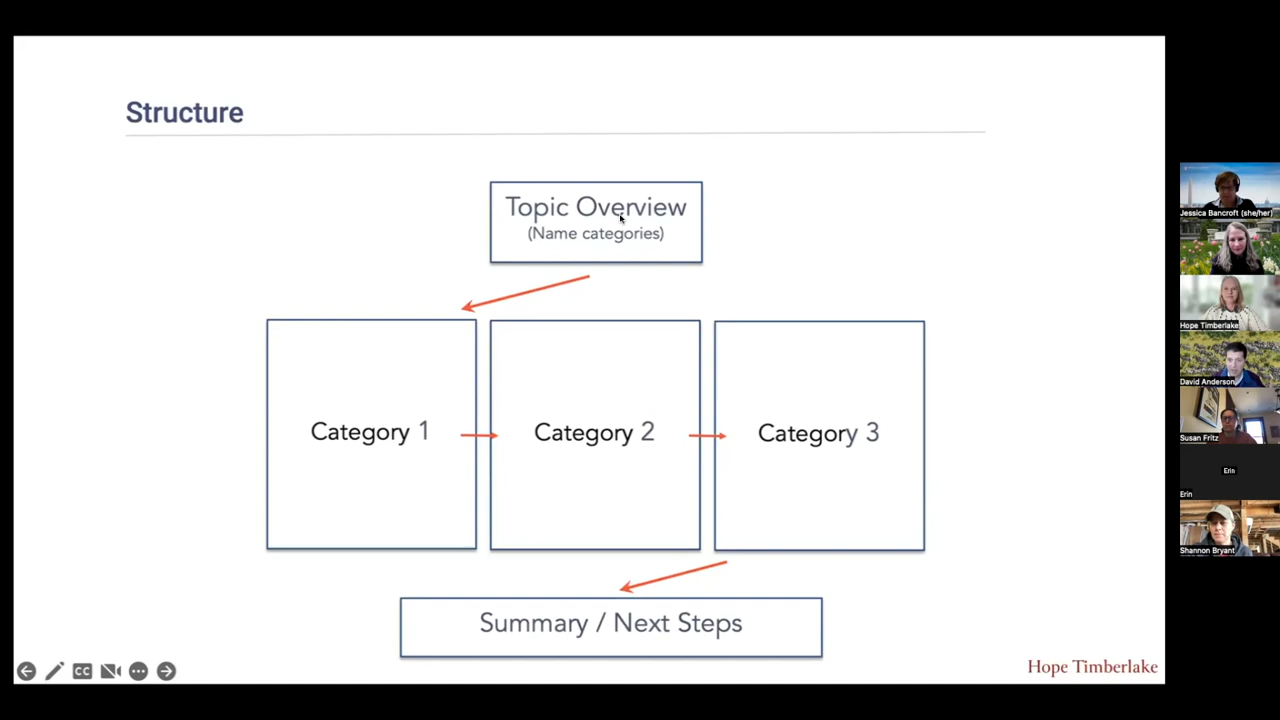 Structure
Topic Overview
(Name categories)
Category 1
Category 2
Category 3
Summary / Next Steps
CC
Hope Timberlake
Jessica Bancroft (she/her)
Hope Timberlake
David Anderson
Susan Fritz
Erin
Erin
Shannon Bryant